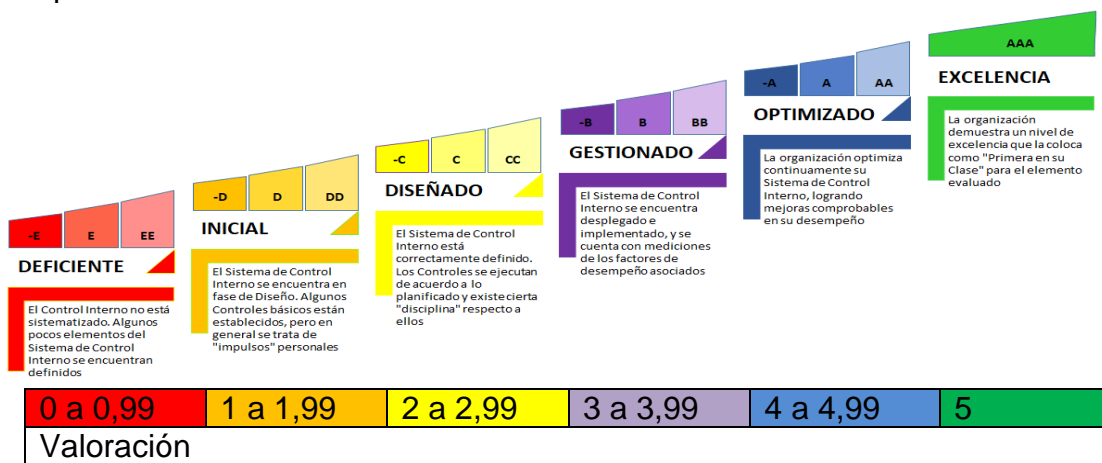 -E E EE
DEFICIENTE
El Control Interno no está
sistematizado. Algunos
pocos elementos del
Sistema de Control
Interno se encuentran
definidos
-D D DD
INICIAL
El Sistema de Control
Interno se encuentra en
fase de Diseño. Algunos
Controles básicos están
establecidos, pero en
general se trata de
"impulsos" personales
-C C CC
DISEÑADO
El Sistema de Control
Interno está
correctamente definido.
Los Controles se ejecutan
de acuerdo a lo
planificado y existe cierta
"disciplina" respecto a
ellos
-B B BB
GESTIONADO
El Sistema de Control
Interno se encuentra
desplegado e
implementado, y se
cuenta con mediciones
de los factores de
desempeño asociados
-A A AA
OPTIMIZADO
La organización optimiza
continuamente su
Sistema de Control
Interno, logrando
mejoras comprobables
en su desempeño
AAA
EXCELENCIA
La organización
demuestra un nivel de
excelencia que la coloca
como "Primera en su
Clase" para el elemento
evaluado
0 a 0,99 1 a 1,99 2 a 2,99 3 a 3,99 4 a 4,99 5
Valoración